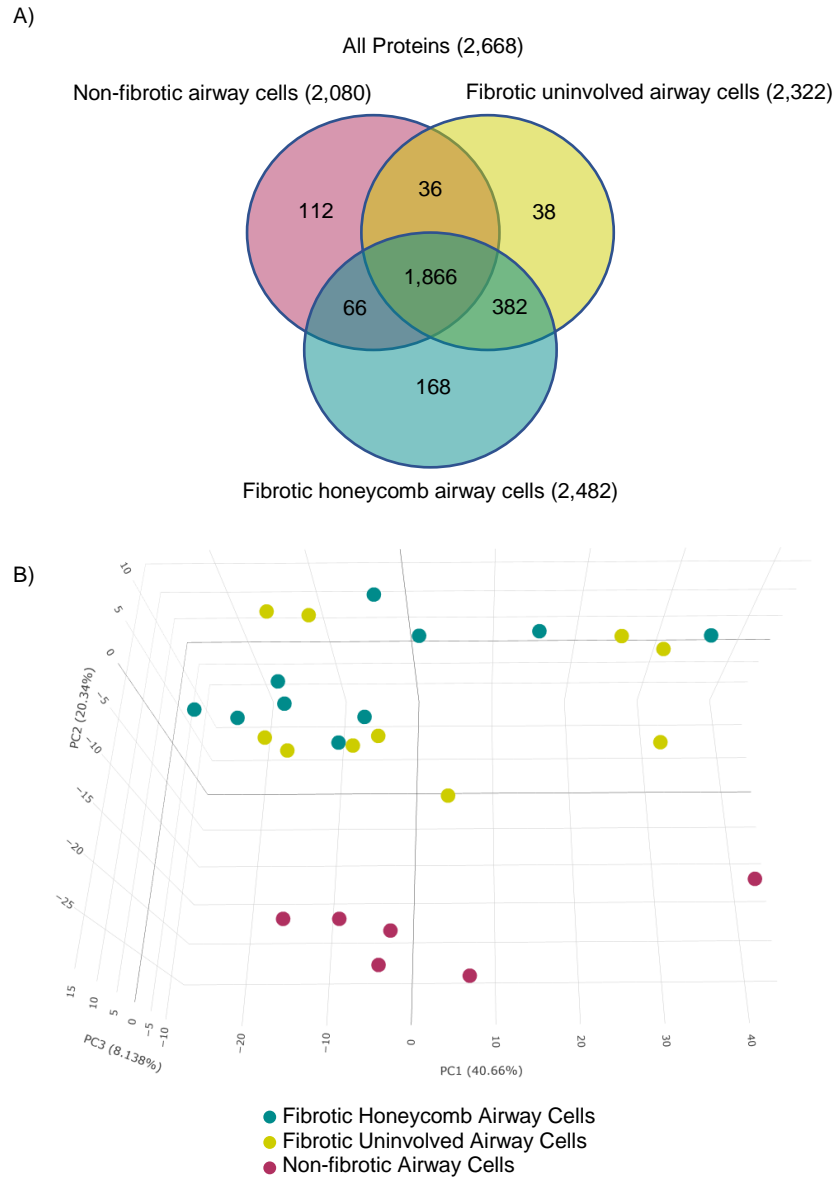 A)
All Proteins (2,668)
Non-fibrotic airway cells (2,080)
Fibrotic uninvolved airway cells (2,322)
112
36
38
1,866
66
382
168
Fibrotic honeycomb airway cells (2,482)
B)
10
5
0
−5
−10
−15
−20
−25
PC2 (20.34%)
15
10
5
0
−5
−10
PC3 (8.138%)
−20
−10
0
10
20
30
40
PC1 (40.66%)
Fibrotic Honeycomb Airway Cells
Fibrotic Uninvolved Airway Cells
Non-fibrotic Airway Cells